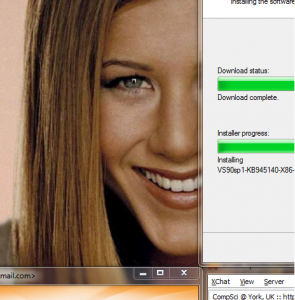 Installing the software
Download status:
Download complete.
Installer progress:
Installing
VS90sp1-KB945140-X86-
mail.com>
XChat View Server
CompSci @ York, UK :: http